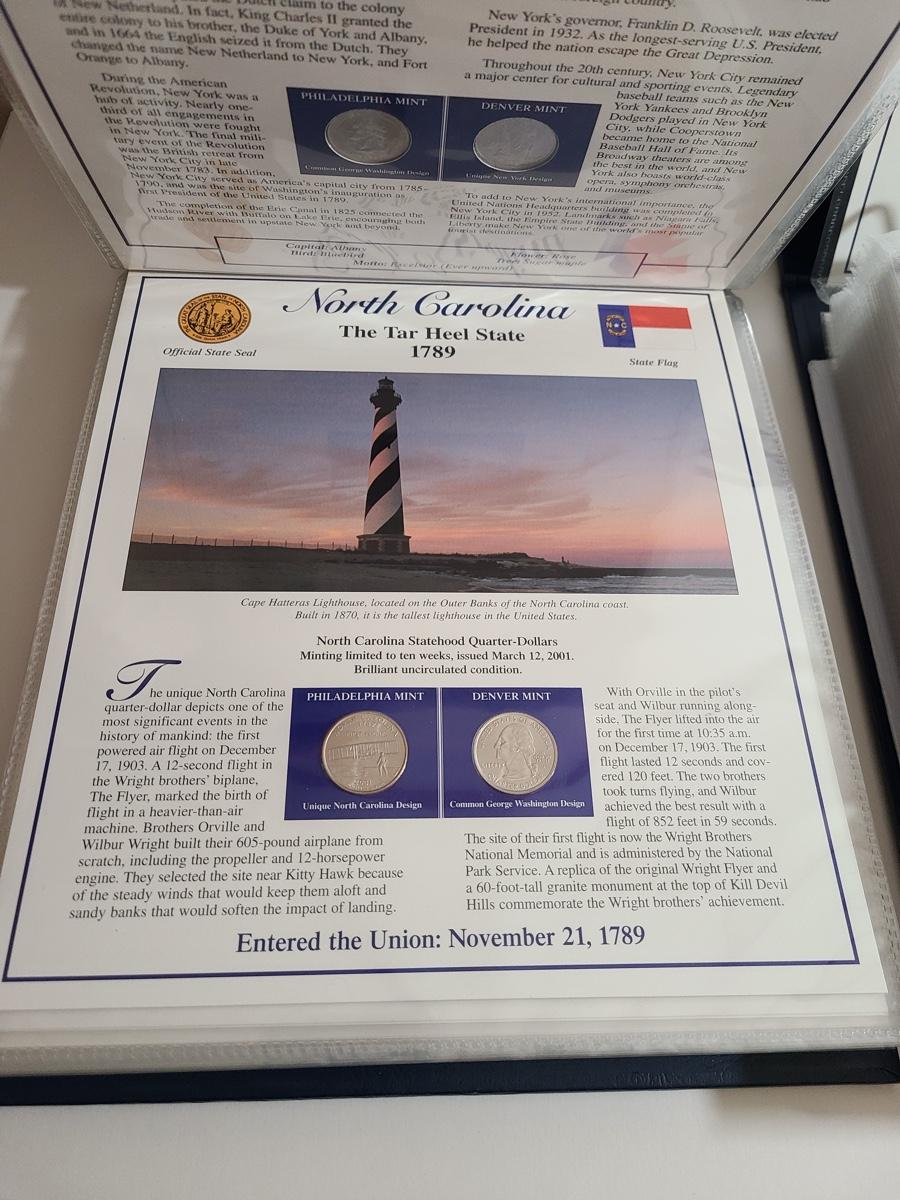 Dutch claim to the colony
of New Netherland. In fact, King Charles II granted the
entire colony to his brother, the Duke of York and Albany,
and in 1664 the English seized it from the Dutch. They
changed the name New Netherland to New York, and Fort
Orange to Albany.
During the American
Revolution, New York was a
hub of activity. Nearly one-
third of all engagements in
the Revolution were fought
in New York. The final mili-
tary event of the Revolution
was the British retreat from
New York City in late
November 1783. In addition,
New York City served as America's capital city from 1785-
1790, and was the site of Washington's inauguration as
first President of the United States in 1789.
The completion of the Erie Canal in 1825 connected the
Hudson River with Buffalo on Lake Erie, encouraging both
trade and settlement in upstate New York and beyond.
PHILADELPHIA MINT
Common George Washington Design
DENVER MINT
Unique New York Design
country.
New York's governor, Franklin D. Roosevelt, was elected
President in 1932. As the longest-serving U.S. President,
he helped the nation escape the Great Depression.
Throughout the 20th century, New York City remained
a major center for cultural and sporting events. Legendary
baseball teams such as the New
York Yankees and Brooklyn
Dodgers played in New York
City, while Cooperstown
became home to the National
Baseball Hall of Fame. Its
Broadway theaters are among
the best in the world, and New
York also boasts world-class
opera, symphony orchestras,
and museums.
To add to New York's international importance, the
United Nations Headquarters building was completed in
New York City in 1952. Landmarks such as Niagara Falls,
Ellis Island, the Empire State Building, and the Statue of
Liberty make New York one of the world's most popular
tourist destinations.
Capital: Albany
Flower: Rose
Bird: Bluebird
Tree: Sugar maple
Motto: Excelsior (Ever upward)
North Carolina
The Tar Heel State
1789
Official State Seal
N C
State Flag
Cape Hatteras Lighthouse, located on the Outer Banks of the North Carolina coast.
Built in 1870, it is the tallest lighthouse in the United States.
North Carolina Statehood Quarter-Dollars
Minting limited to ten weeks, issued March 12, 2001.
Brilliant uncirculated condition.
The unique North Carolina
quarter-dollar depicts one of the
most significant events in the
history of mankind: the first
powered air flight on December
17, 1903. A 12-second flight in
the Wright brothers' biplane,
The Flyer, marked the birth of
flight in a heavier-than-air
machine. Brothers Orville and
Wilbur Wright built their 605-pound airplane from
scratch, including the propeller and 12-horsepower
engine. They selected the site near Kitty Hawk because
of the steady winds that would keep them aloft and
sandy banks that would soften the impact of landing.
PHILADELPHIA MINT
Unique North Carolina Design
DENVER MINT
Common George Washington Design
With Orville in the pilot's
seat and Wilbur running along-
side, The Flyer lifted into the air
for the first time at 10:35 a.m.
on December 17, 1903. The first
flight lasted 12 seconds and cov-
ered 120 feet. The two brothers
took turns flying, and Wilbur
achieved the best result with a
flight of 852 feet in 59 seconds.
The site of their first flight is now the Wright Brothers
National Memorial and is administered by the National
Park Service. A replica of the original Wright Flyer and
a 60-foot-tall granite monument at the top of Kill Devil
Hills commemorate the Wright brothers' achievement.
Entered the Union: November 21, 1789